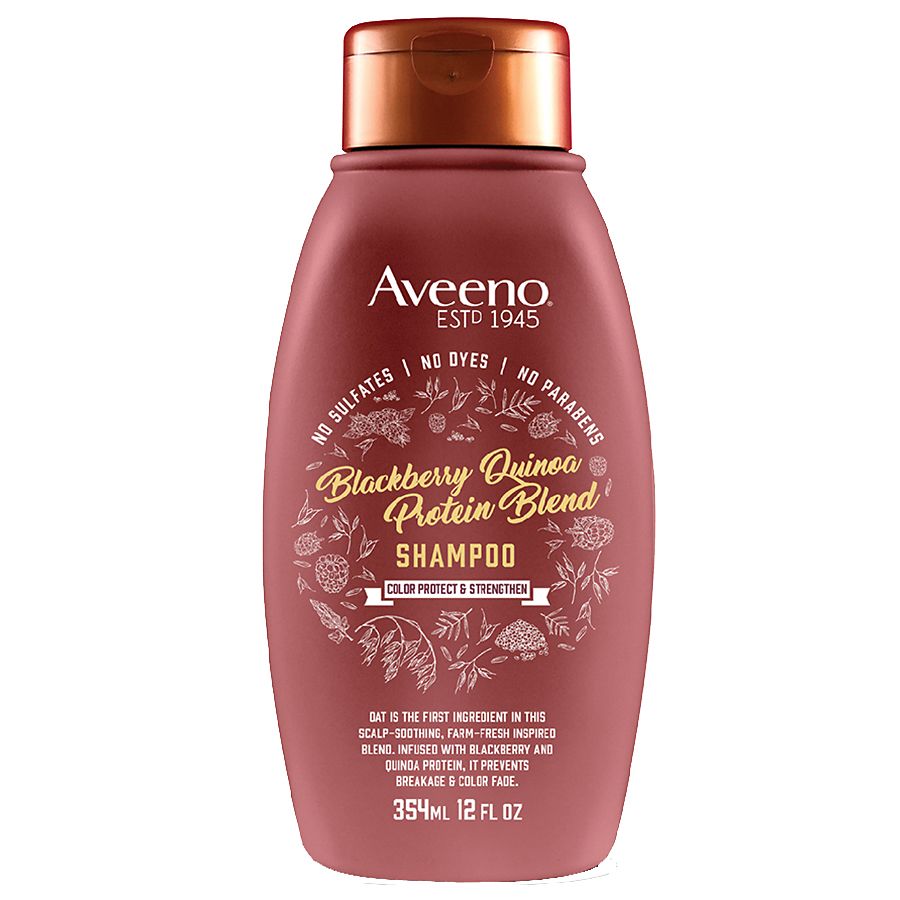 Aveeno®
ESTD 1945
NO SULFATES | NO DYES | NO PARABENS
Blackberry Quinoa
Protein Blend
SHAMPOO
COLOR PROTECT & STRENGTHEN
OAT IS THE FIRST INGREDIENT IN THIS
SCALP-SOOTHING, FARM-FRESH INSPIRED
BLEND. INFUSED WITH BLACKBERRY AND
QUINOA PROTEIN, IT PREVENTS
BREAKAGE & COLOR FADE.
354ML 12 FL OZ